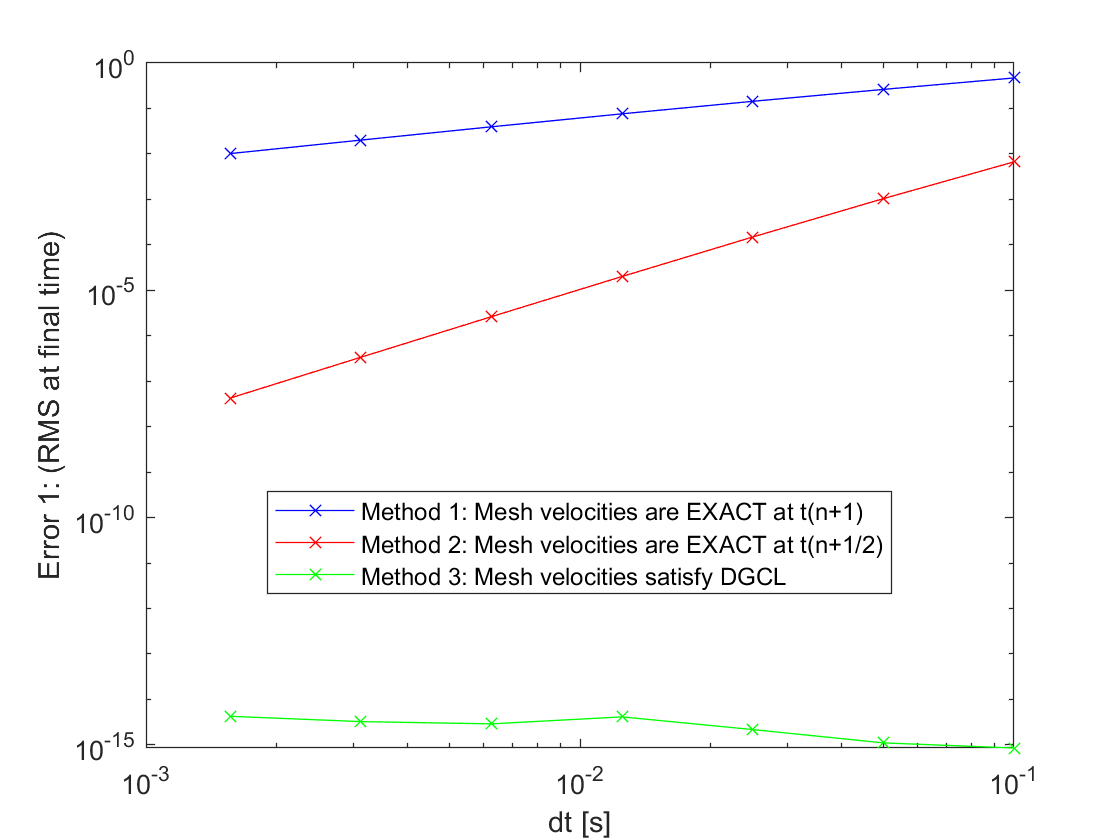 10^0
10^-5
10^-10
10^-15
Error 1: (RMS at final time)
Method 1: Mesh velocities are EXACT at t(n+1)
Method 2: Mesh velocities are EXACT at t(n+1/2)
Method 3: Mesh velocities satisfy DGCL
10^-3
10^-2
10^-1
dt [s]